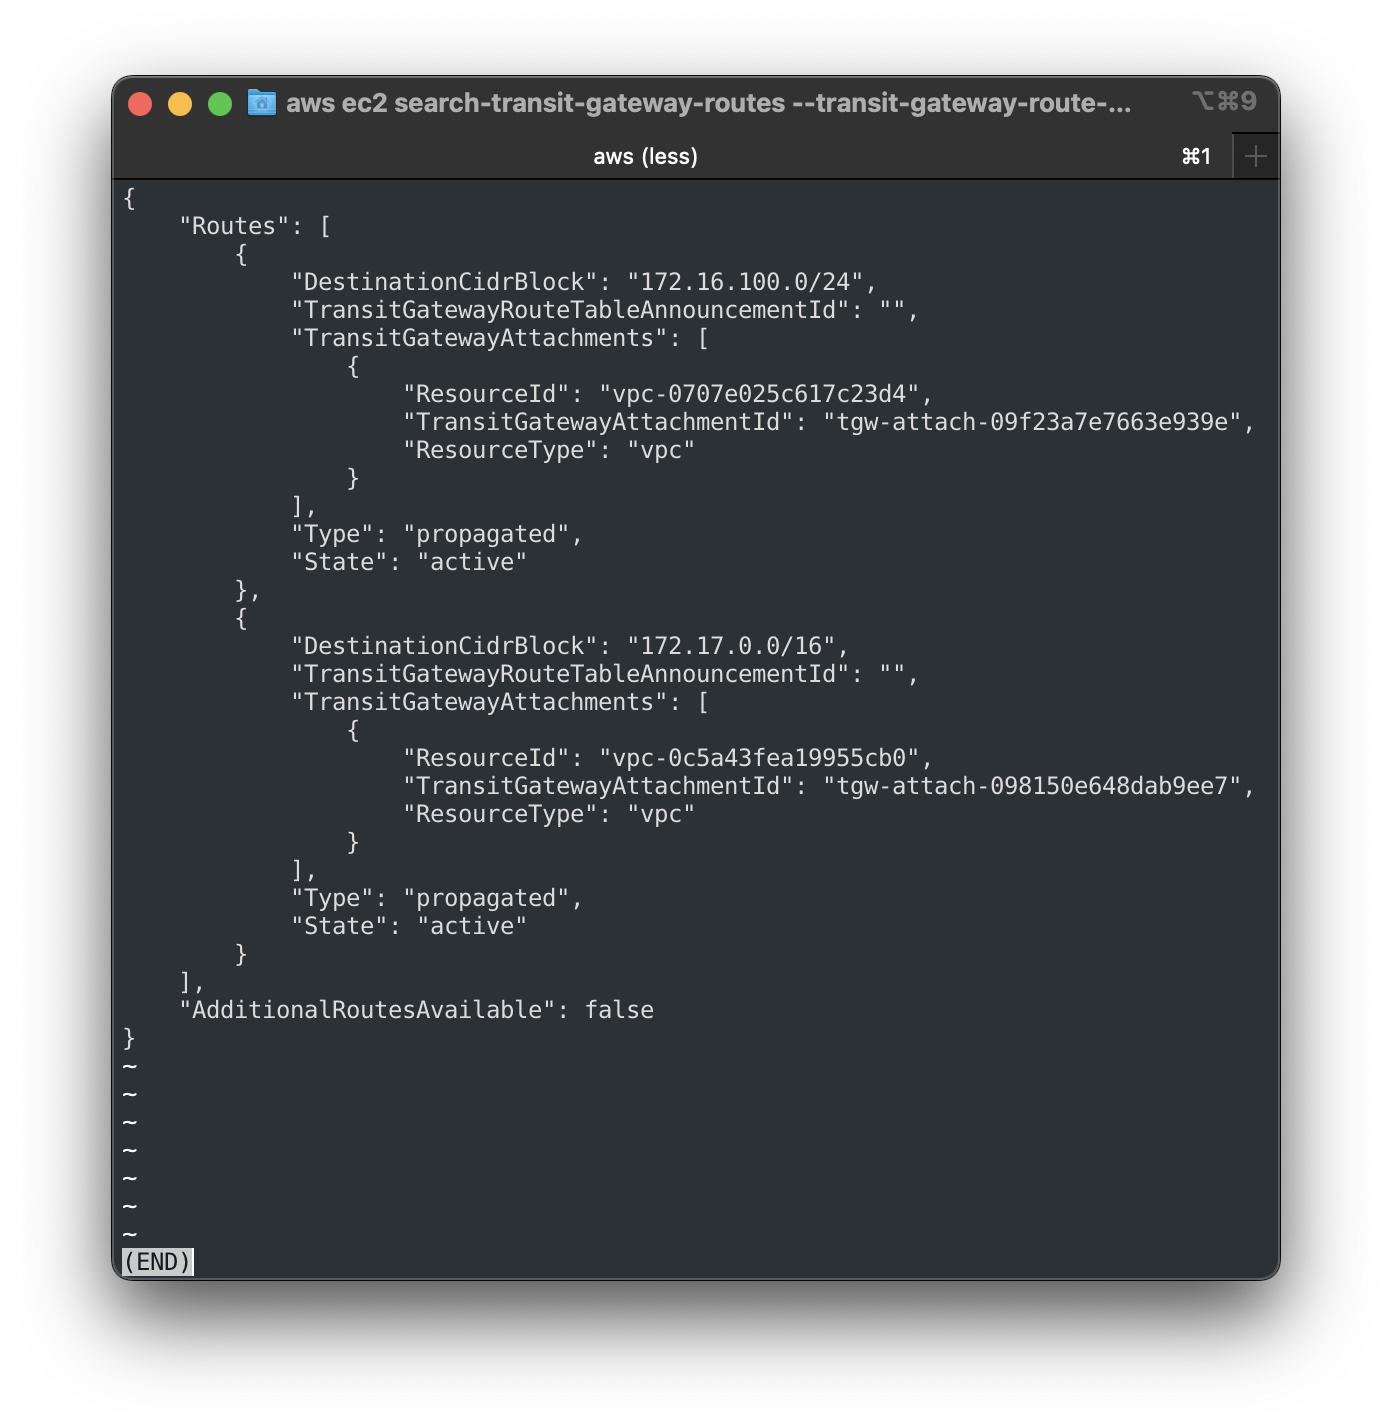 aws ec2 search-transit-gateway-routes --transit-gateway-route-... ⌥⌘9
aws (less) ⌘1 +
{
    "Routes": [
        {
            "DestinationCidrBlock": "172.16.100.0/24",
            "TransitGatewayRouteTableAnnouncementId": "",
            "TransitGatewayAttachments": [
                {
                    "ResourceId": "vpc-0707e025c617c23d4",
                    "TransitGatewayAttachmentId": "tgw-attach-09f23a7e7663e939e",
                    "ResourceType": "vpc"
                }
            ],
            "Type": "propagated",
            "State": "active"
        },
        {
            "DestinationCidrBlock": "172.17.0.0/16",
            "TransitGatewayRouteTableAnnouncementId": "",
            "TransitGatewayAttachments": [
                {
                    "ResourceId": "vpc-0c5a43fea19955cb0",
                    "TransitGatewayAttachmentId": "tgw-attach-098150e648dab9ee7",
                    "ResourceType": "vpc"
                }
            ],
            "Type": "propagated",
            "State": "active"
        }
    ],
    "AdditionalRoutesAvailable": false
}
~
~
~
~
~
~
~
(END)